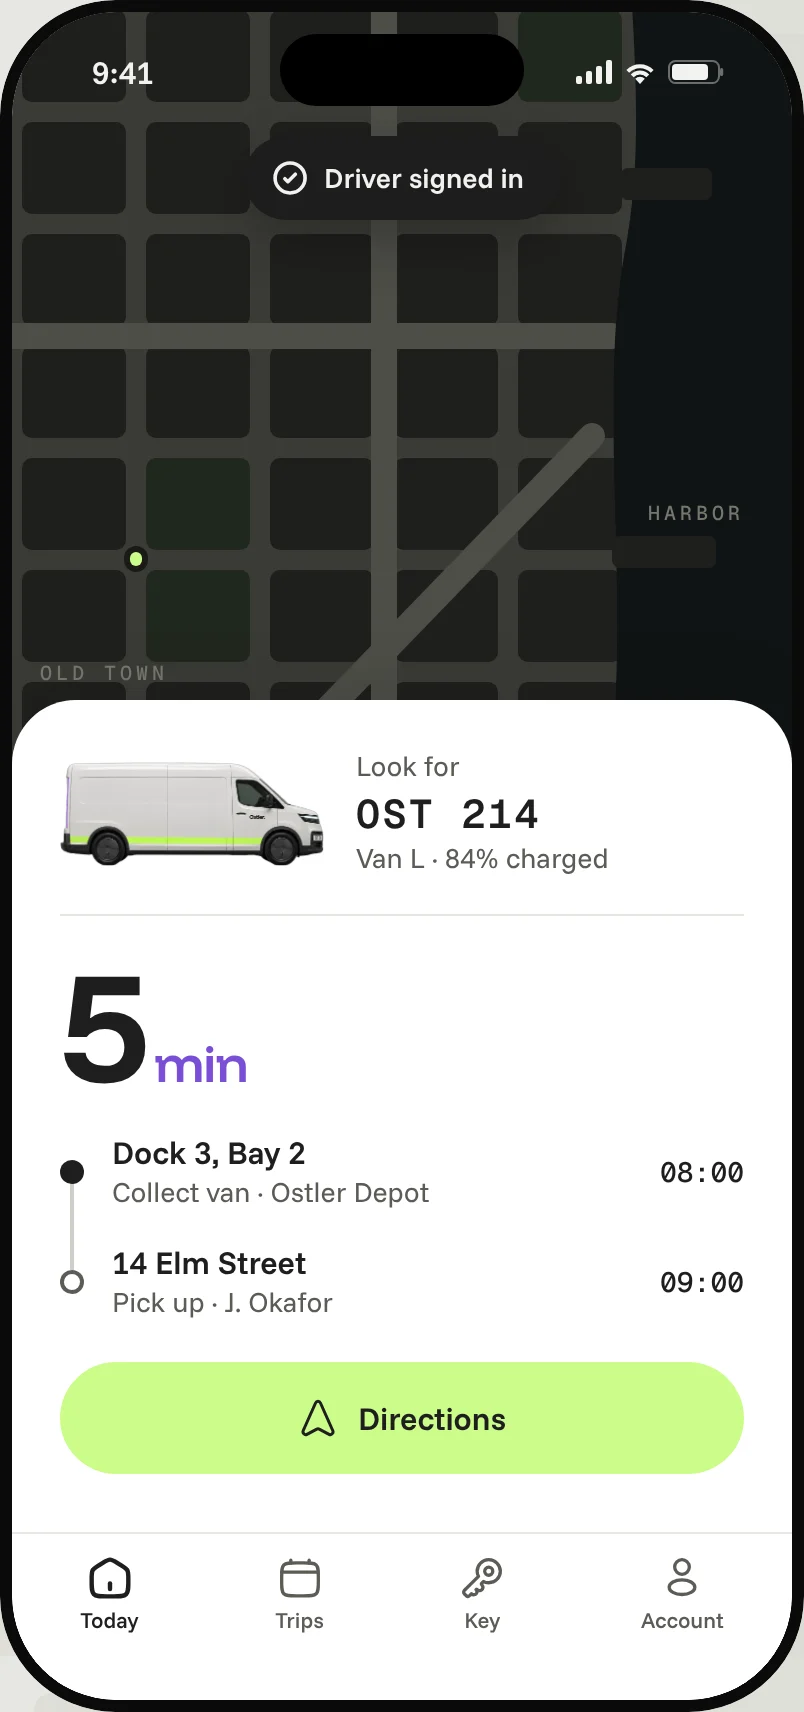 9:41
Driver signed in
HARBOR
OLD TOWN
Look for
OST 214
Ostler.
Van L · 84% charged
5 min
Dock 3, Bay 2
08:00
Collect van · Ostler Depot
14 Elm Street
09:00
Pick up · J. Okafor
Directions
Today
Trips
Key
Account